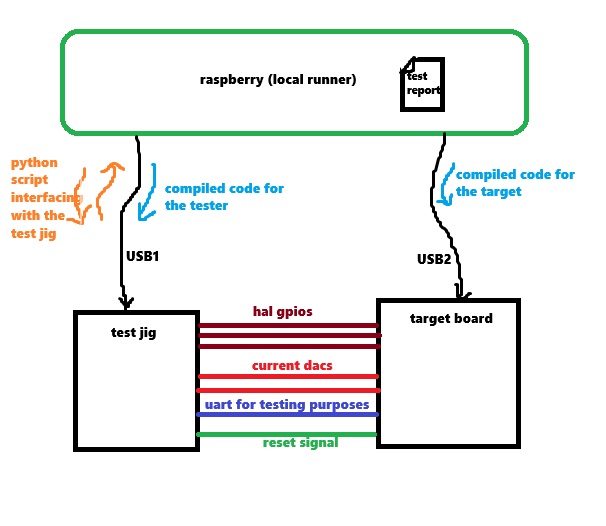 raspberry (local runner)
test
report
python
script
interfacing
with the
test jig
compiled code for
the tester
compiled code for
the target
USB1
USB2
test jig
hal gpios
target board
current dacs
uart for testing purposes
reset signal